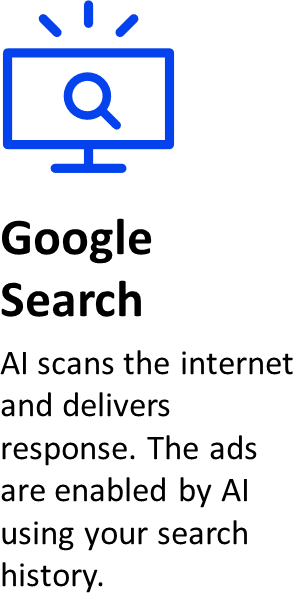 Google
Search
AI scans the internet
and delivers
response. The ads
are enabled by AI
using your search
history.